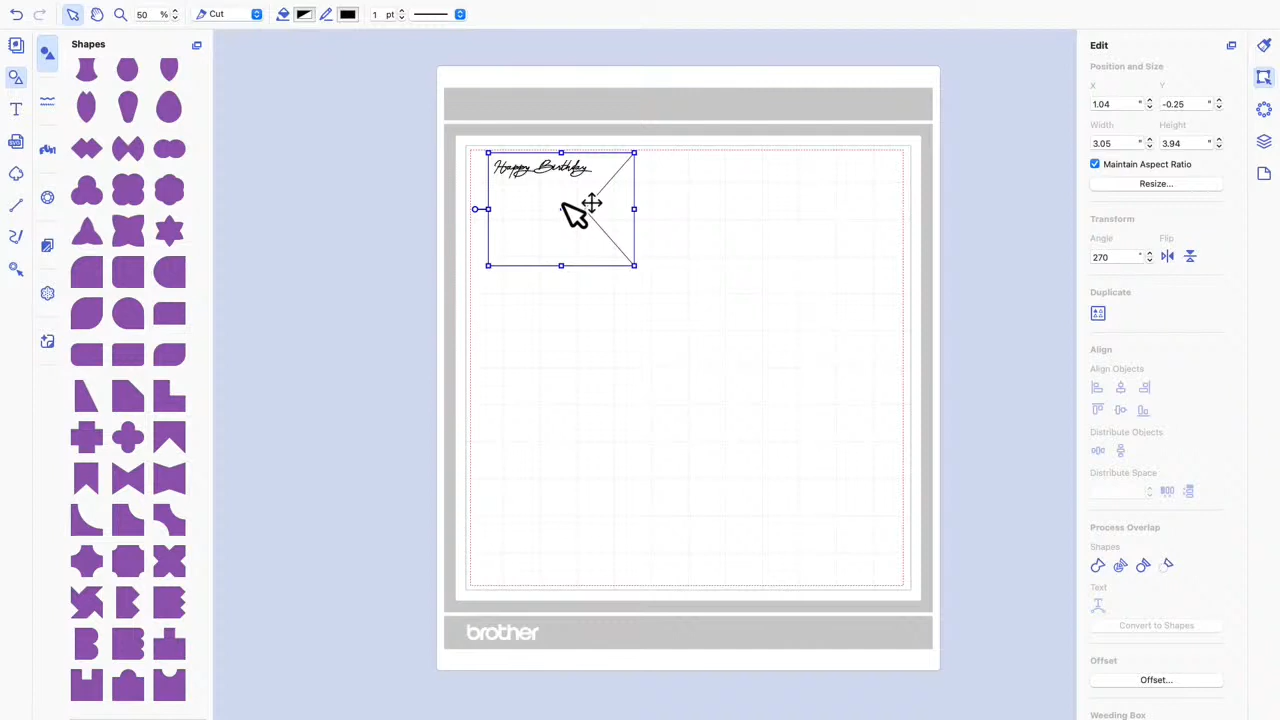 50 %
Cut
1 pt
Shapes
Happy Birthday
brother
Edit
Position and Size
X Y
1.04 " -0.25 "
Width Height
3.05 " 3.94 "
Maintain Aspect Ratio
Resize...
Transform
Angle Flip
270 °
Duplicate
Align
Align Objects
Distribute Objects
Distribute Space
Process Overlap
Shapes
Text
Convert to Shapes
Offset
Offset...
Weeding Box